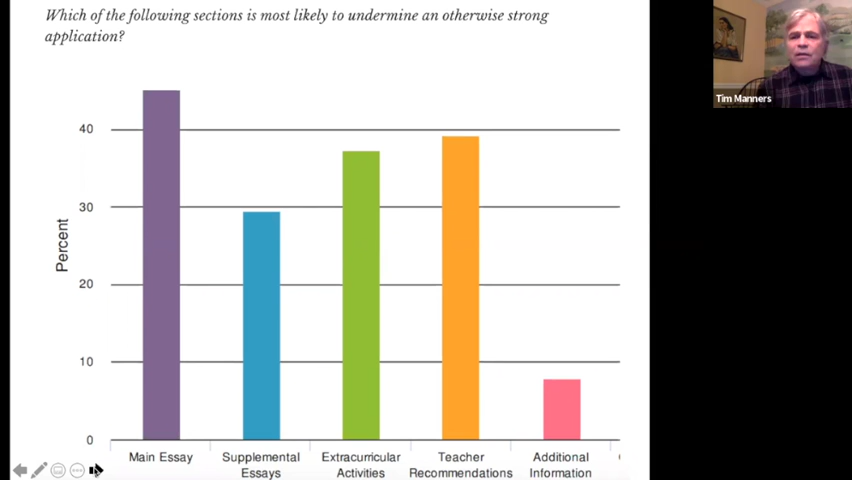 Which of the following sections is most likely to undermine an otherwise strong
application?
Tim Manners
40
30
20
10
0
Percent
Main Essay
Supplemental
Essays
Extracurricular
Activities
Teacher
Recommendations
Additional
Information